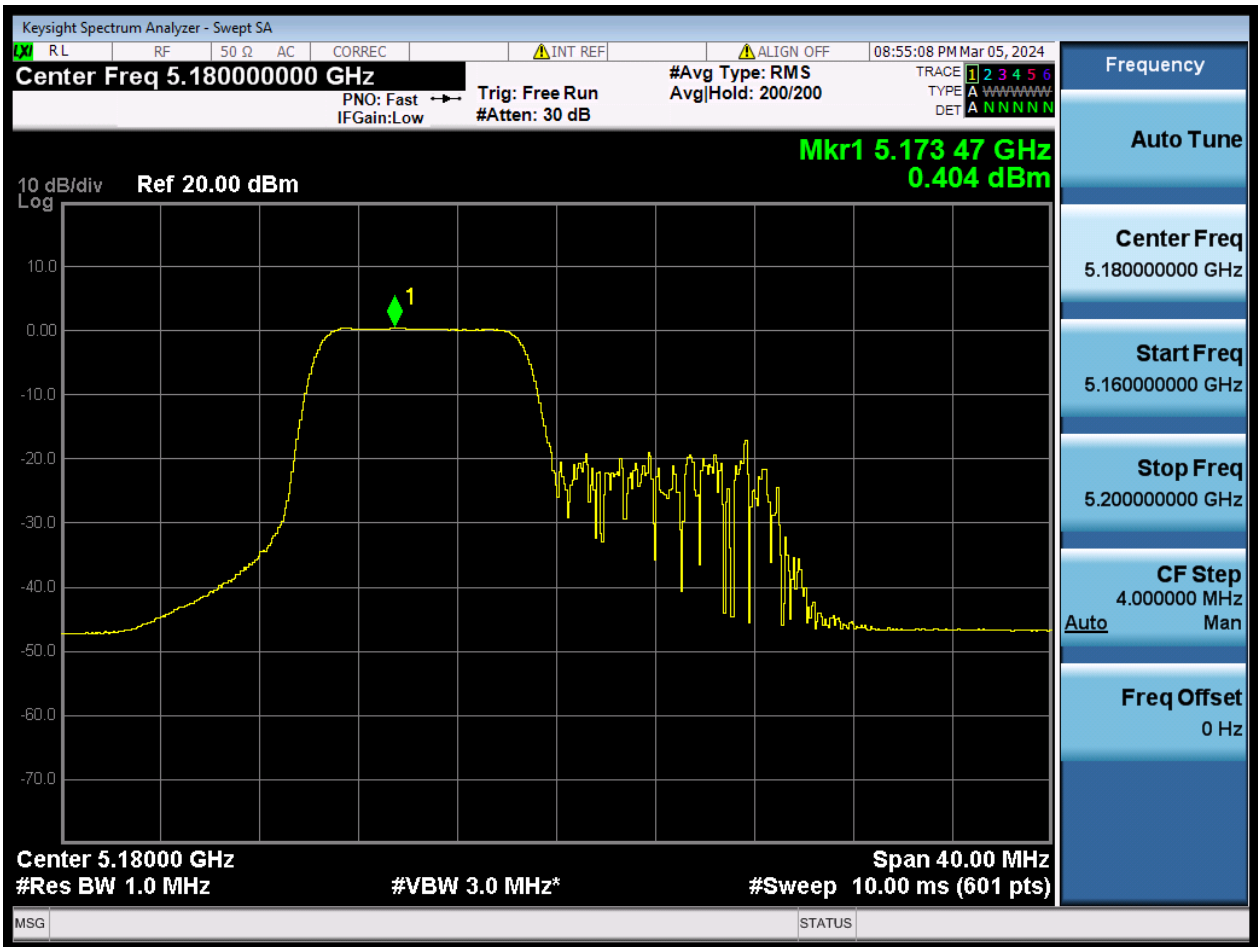 Keysight Spectrum Analyzer - Swept SA
LXI RL RF 50 Ω AC CORREC INT REF ALIGN OFF 08:55:08 PM Mar 05, 2024
Center Freq 5.180000000 GHz
PNO: Fast
IFGain:Low
Trig: Free Run
#Atten: 30 dB
#Avg Type: RMS
Avg|Hold: 200/200
TRACE 1 2 3 4 5 6
TYPE A WWWWW
DET A N N N N N
Mkr1 5.173 47 GHz
0.404 dBm
10 dB/div Ref 20.00 dBm
Log
1
10.0
0.00
-10.0
-20.0
-30.0
-40.0
-50.0
-60.0
-70.0
Center 5.18000 GHz Span 40.00 MHz
#Res BW 1.0 MHz #VBW 3.0 MHz* #Sweep 10.00 ms (601 pts)
MSG STATUS
Frequency
Auto Tune
Center Freq
5.180000000 GHz
Start Freq
5.160000000 GHz
Stop Freq
5.200000000 GHz
CF Step
4.000000 MHz
Auto Man
Freq Offset
0 Hz